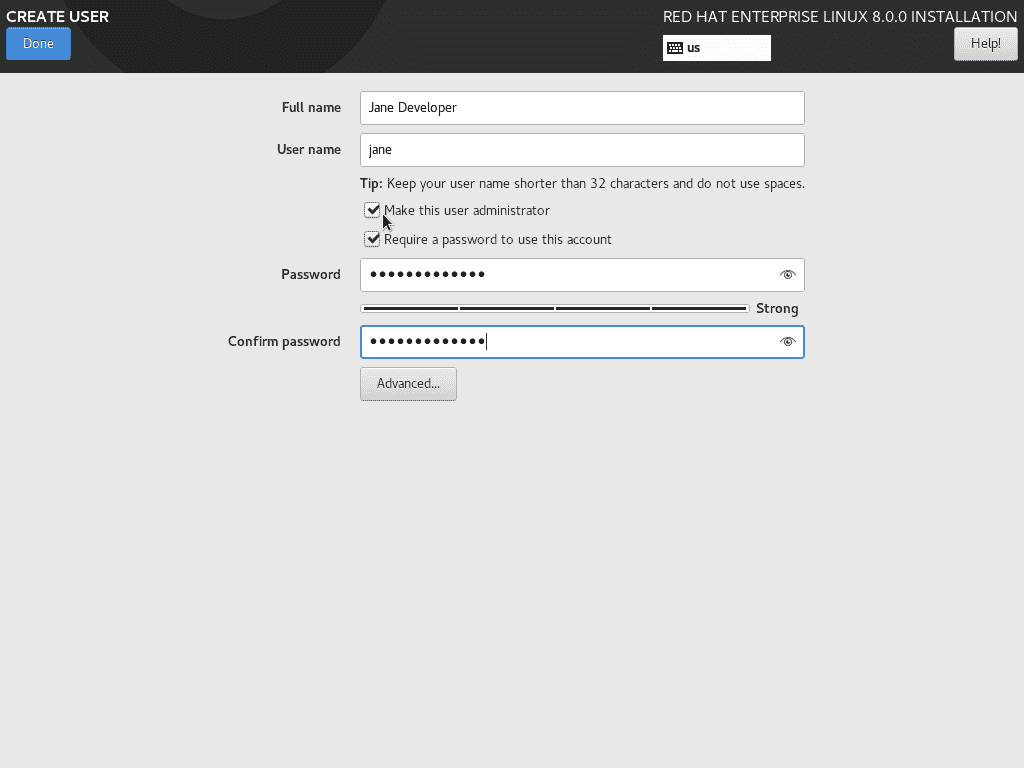 CREATE USER
RED HAT ENTERPRISE LINUX 8.0.0 INSTALLATION
Done
us
Help!
Full name
Jane Developer
User name
jane
Tip: Keep your user name shorter than 32 characters and do not use spaces.
Make this user administrator
Require a password to use this account
Password
●●●●●●●●●●●●●
Strong
Confirm password
●●●●●●●●●●●●●
Advanced...